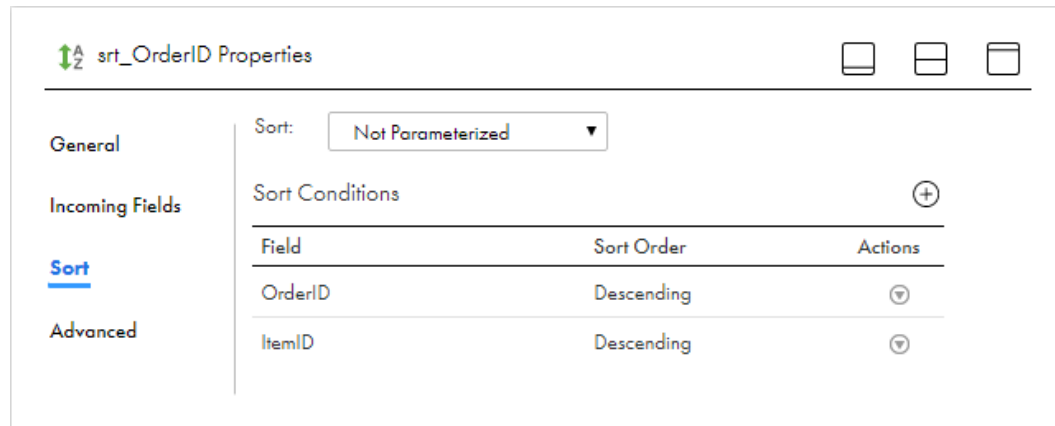 srt_OrderID Properties
General
Incoming Fields
Sort
Advanced
Sort: Not Parameterized
Sort Conditions
Field Sort Order Actions
OrderID Descending
ItemID Descending